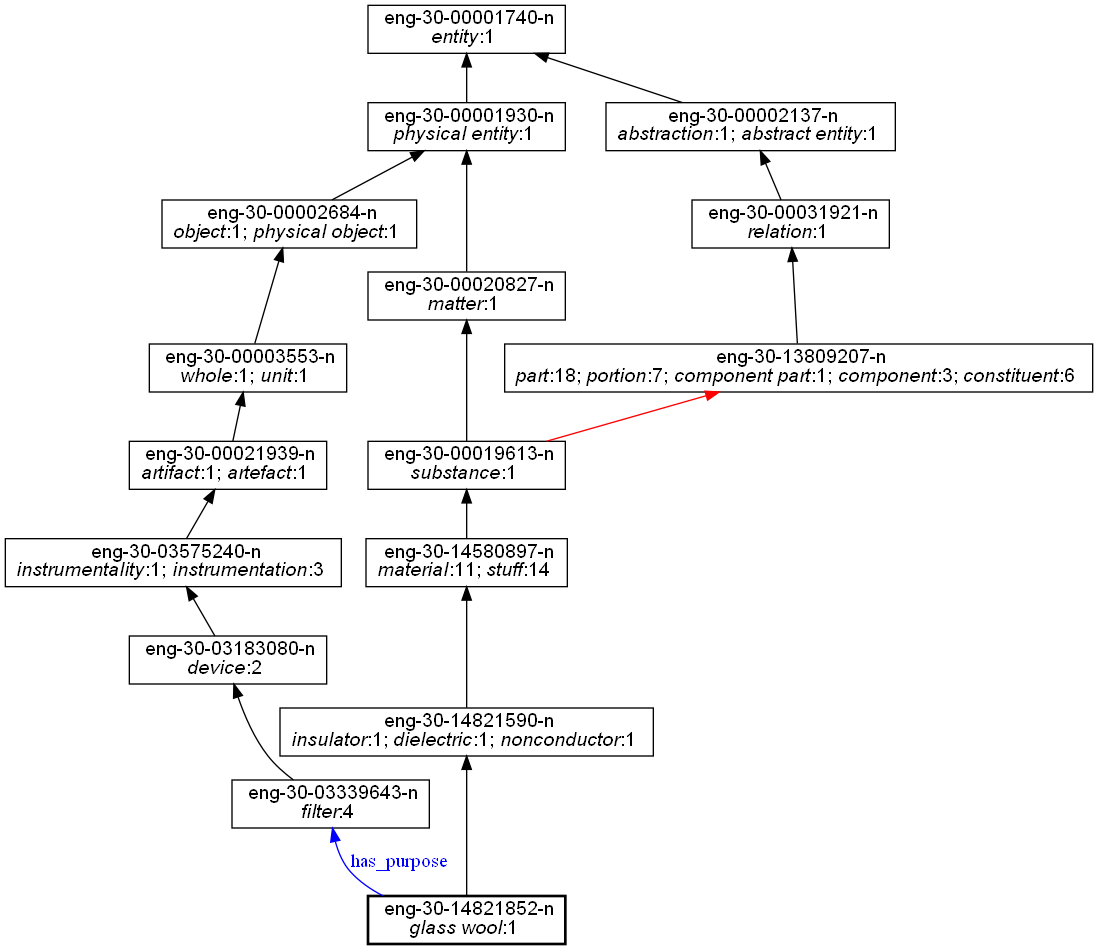 eng-30-00001740-n
entity:1
eng-30-00001930-n
physical entity:1
eng-30-00002137-n
abstraction:1; abstract entity:1
eng-30-00002684-n
object:1; physical object:1
eng-30-00031921-n
relation:1
eng-30-00020827-n
matter:1
eng-30-00003553-n
whole:1; unit:1
eng-30-13809207-n
part:18; portion:7; component part:1; component:3; constituent:6
eng-30-00021939-n
artifact:1; artefact:1
eng-30-00019613-n
substance:1
eng-30-03575240-n
instrumentality:1; instrumentation:3
eng-30-14580897-n
material:11; stuff:14
eng-30-03183080-n
device:2
eng-30-14821590-n
insulator:1; dielectric:1; nonconductor:1
eng-30-03339643-n
filter:4
has_purpose
eng-30-14821852-n
glass wool:1